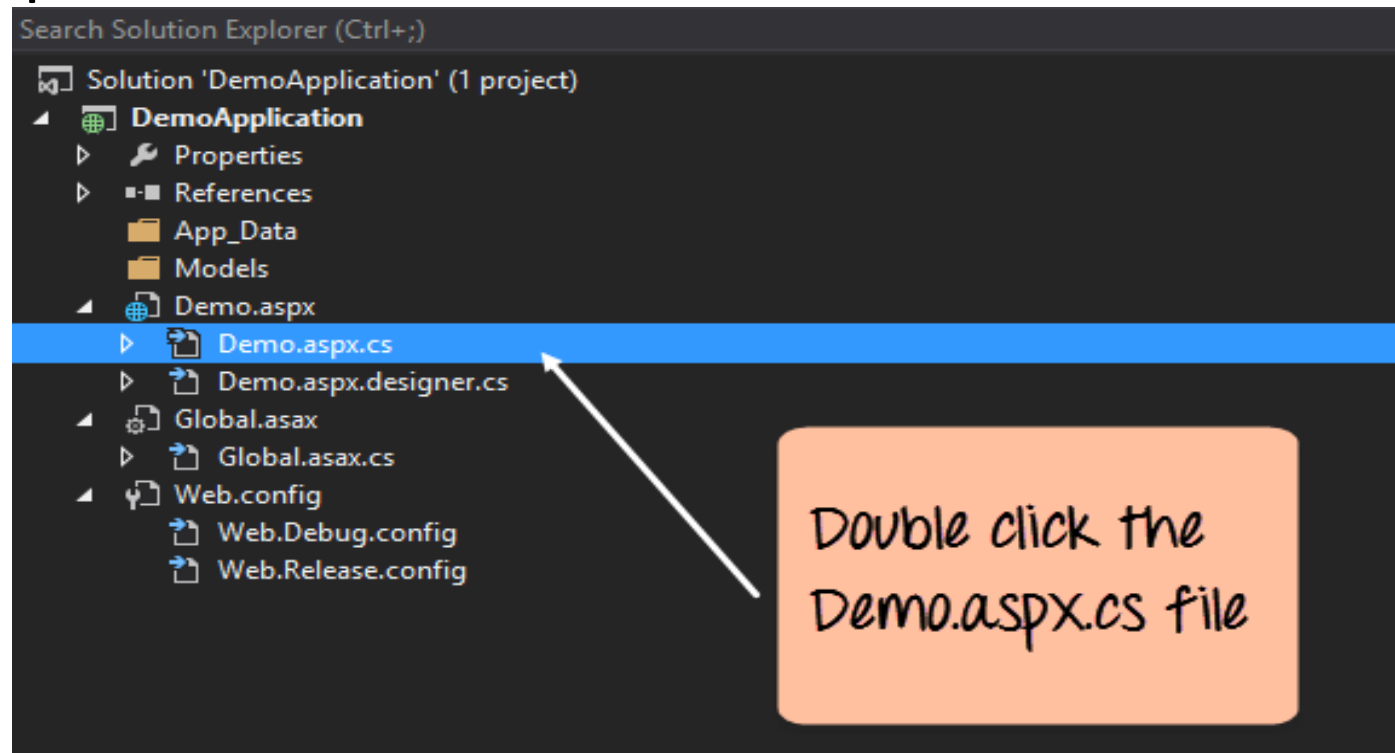 Search Solution Explorer (Ctrl+;)
Solution 'DemoApplication' (1 project)
DemoApplication
Properties
References
App_Data
Models
Demo.aspx
Demo.aspx.cs
Demo.aspx.designer.cs
Global.asax
Global.asax.cs
Web.config
Web.Debug.config
Web.Release.config
Double click the
Demo.aspx.cs file